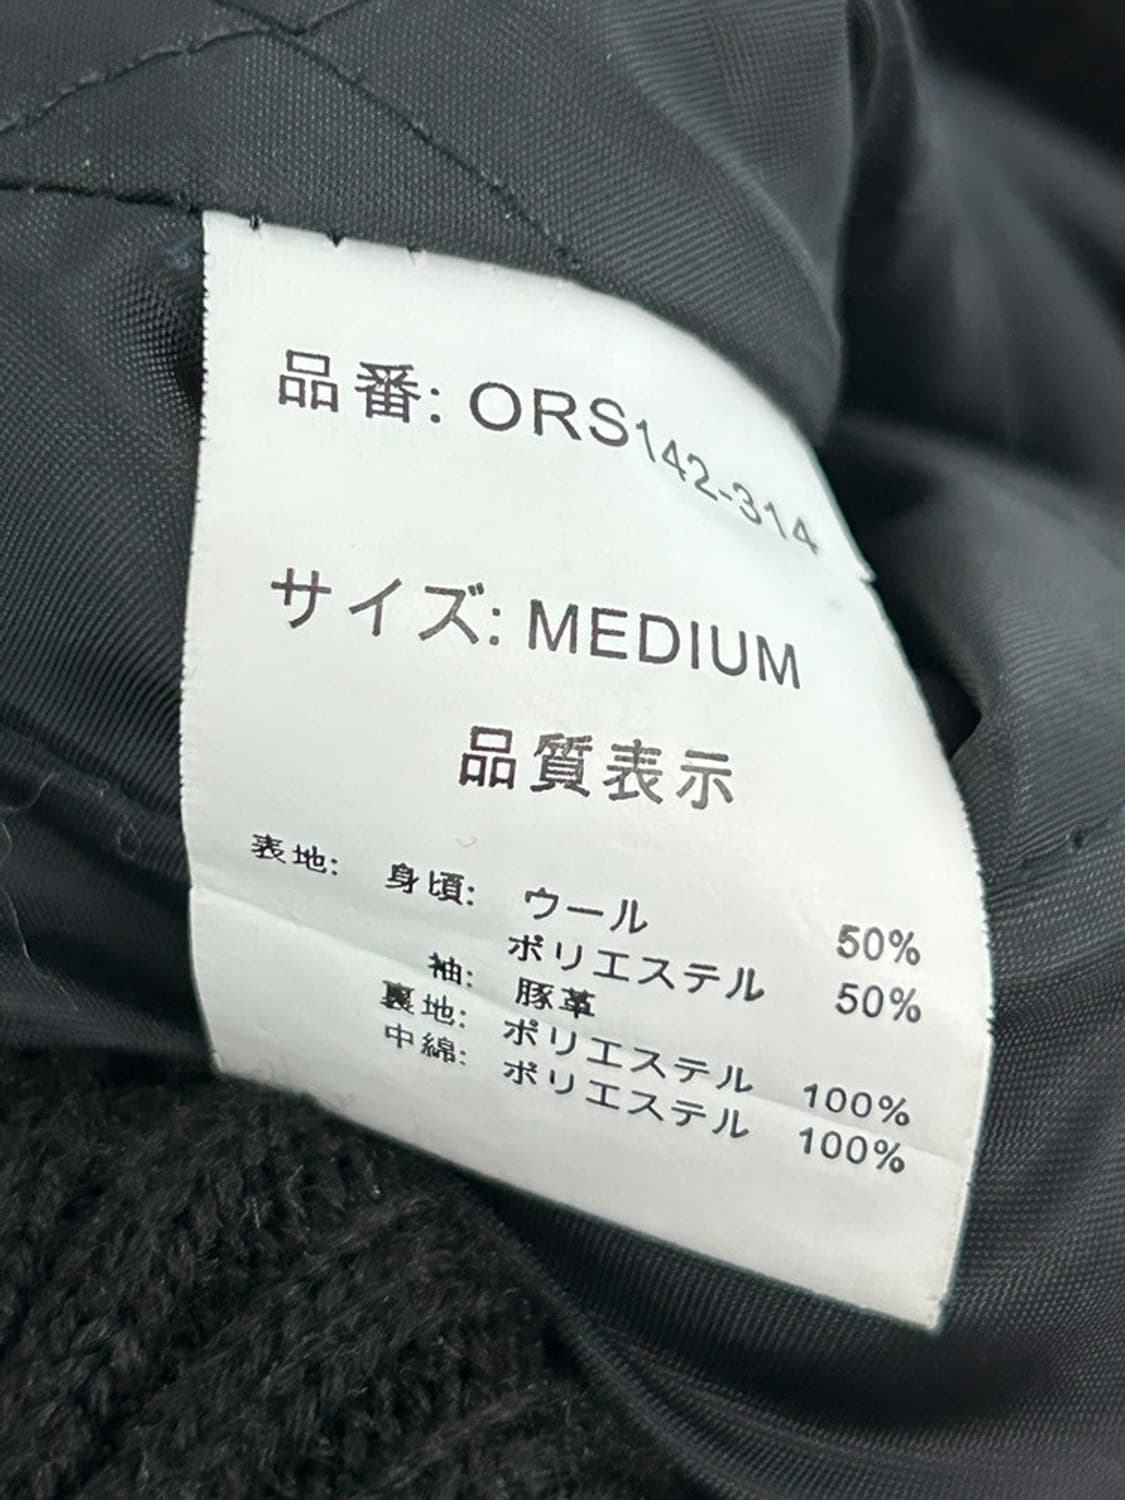 品番: ORS142-314
サイズ: MEDIUM
品質表示
表地: 身頃: ウール 50%
ポリエステル 50%
袖: 豚革
裏地: ポリエステル 100%
中綿: ポリエステル 100%